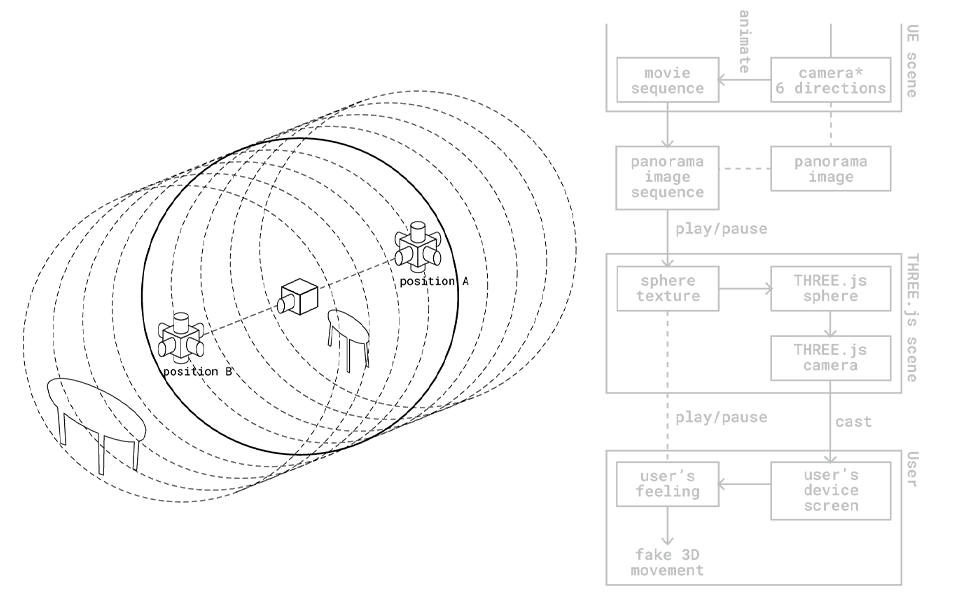 position A
position B
animate
UE scene
movie
sequence
camera*
6 directions
panorama
image
sequence
panorama
image
play/pause
THREE.js scene
sphere
texture
THREE.js
sphere
THREE.js
camera
play/pause
cast
User
user's
feeling
user's
device
screen
fake 3D
movement